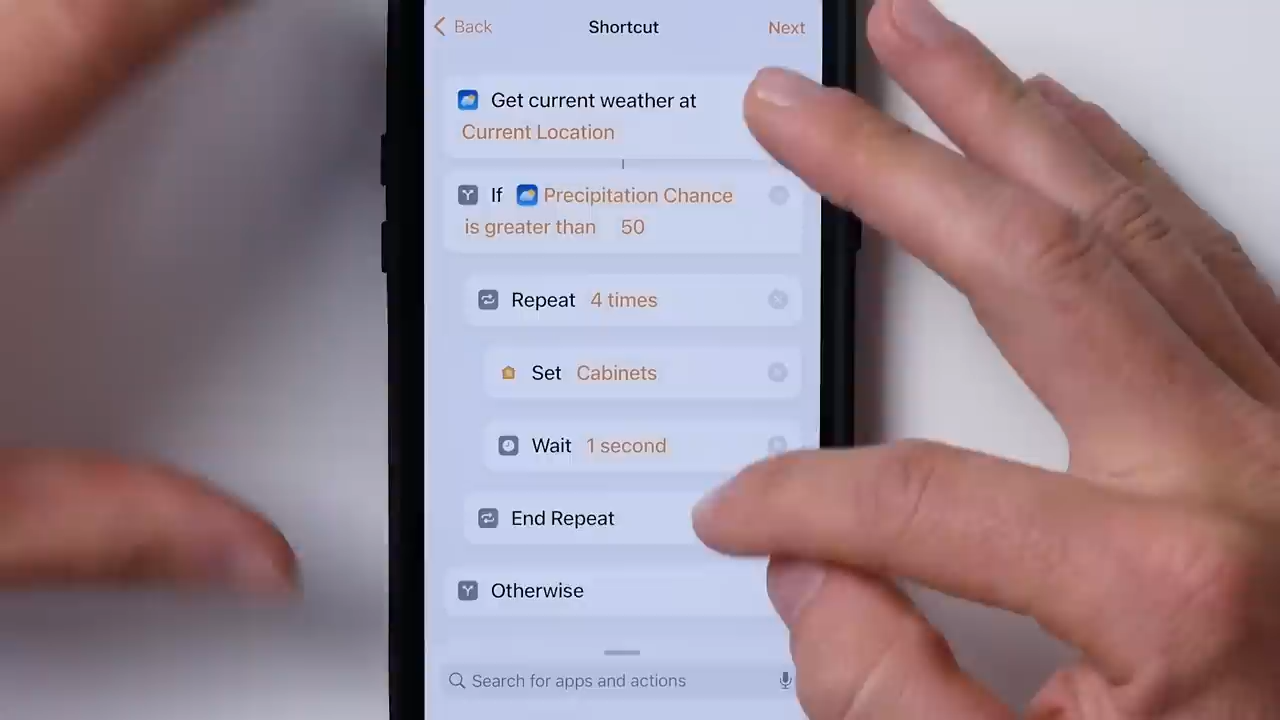 Back
Shortcut
Next
Get current weather at
Current Location
If Precipitation Chance
is greater than 50
Repeat 4 times
Set Cabinets
Wait 1 second
End Repeat
Otherwise
Search for apps and actions